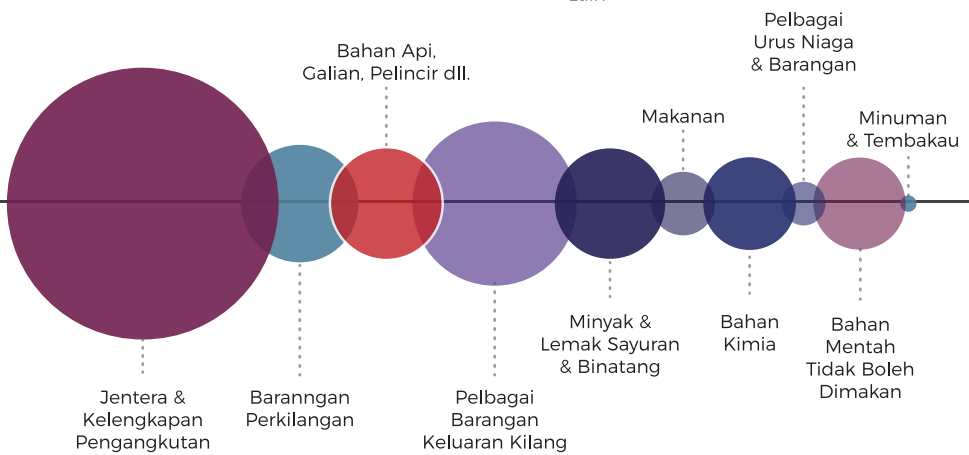 Pelbagai
Urus Niaga
& Barangan
Bahan Api,
Galian, Pelincir dll.
Makanan
Minuman
& Tembakau
Minyak &
Lemak Sayuran
& Binatang
Bahan
Kimia
Bahan
Mentah
Tidak Boleh
Dimakan
Jentera &
Kelengkapan
Pengangkutan
Baranngan
Perkilangan
Pelbagai
Barangan
Keluaran Kilang